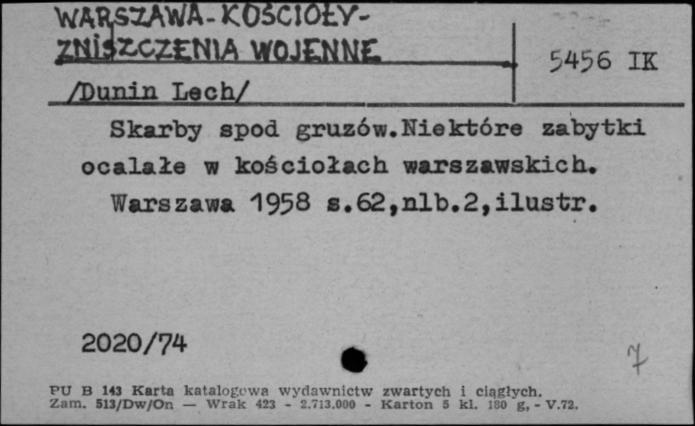 WARSZAWA-KOŚCIOŁY-
ZNISZCZENIA WOJENNE
5456 IK
/Dunin Lech/
Skarby spod gruzów.Niektóre zabytki
ocalałe w kościołach warszawskich.
Warszawa 1958 s.62,nlb.2,ilustr.
2020/74
7
PU B 143 Karta katalogowa wydawnictw zwartych i ciągłych.
Zam. 513/Dw/On — Wrak 423 - 2.713.000 - Karton 5 kl. 180 g, - V.72.